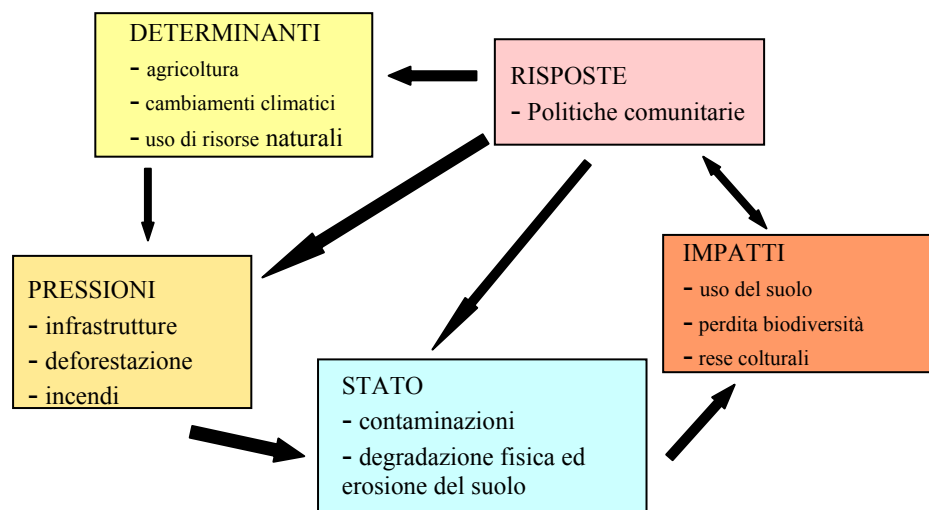 DETERMINANTI
- agricoltura
- cambiamenti climatici
- uso di risorse naturali
RISPOSTE
- Politiche comunitarie
PRESSIONI
- infrastrutture
- deforestazione
- incendi
IMPATTI
- uso del suolo
- perdita biodiversità
- rese colturali
STATO
- contaminazioni
- degradazione fisica ed
erosione del suolo